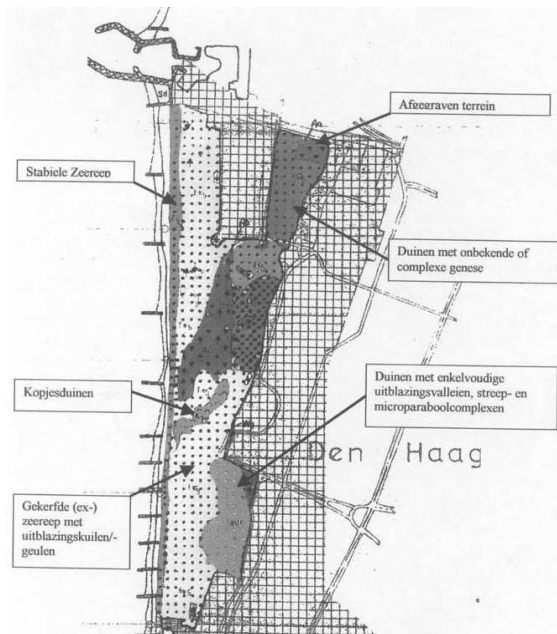 Sd
Afgegraven terrein
Stabiele Zeereep
Duinen met onbekende of
complexe genese
Kopjesduinen
Duinen met enkelvoudige
uitblazingsvalleien, streep- en
microparaboolcomplexen
Den Haag
Gekerfde (ex-)
zeereep met
uitblazingskuilen/-
geulen